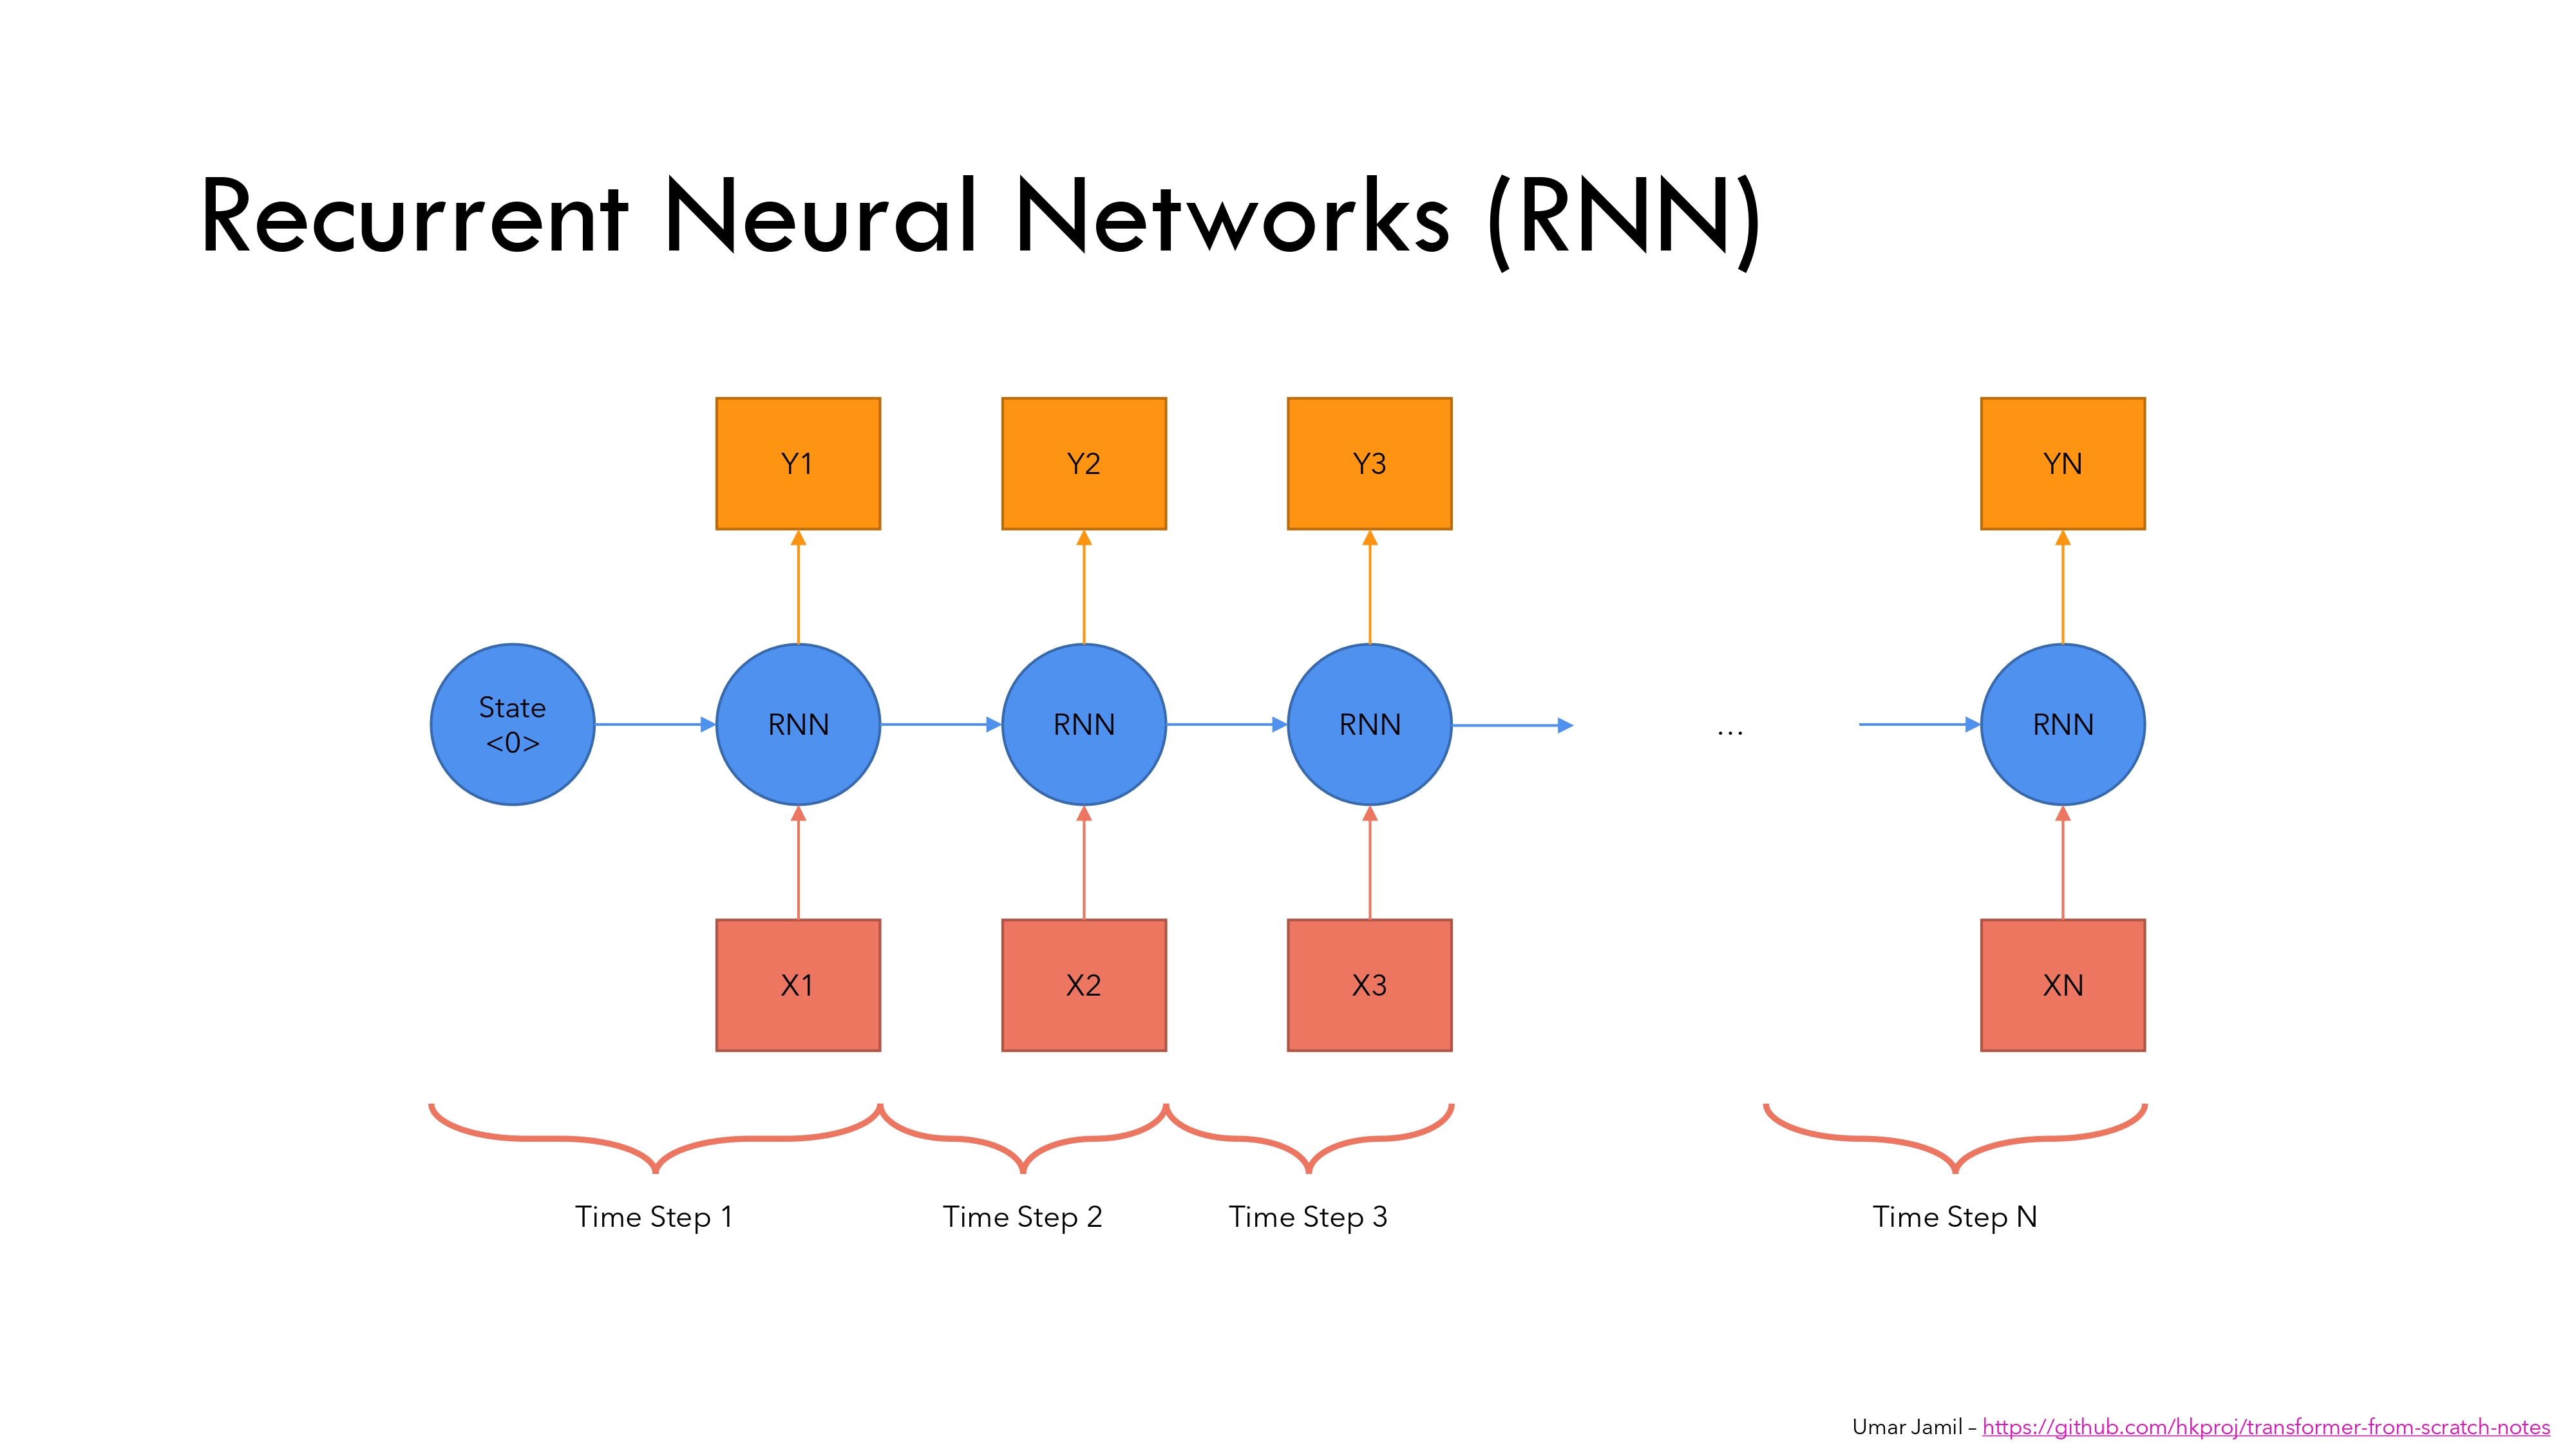 Recurrent Neural Networks (RNN)
Y1 Y2 Y3 YN
State
<0>
RNN RNN RNN ... RNN
X1 X2 X3 XN
Time Step 1 Time Step 2 Time Step 3 Time Step N
Umar Jamil – https://github.com/hkproj/transformer-from-scratch-notes